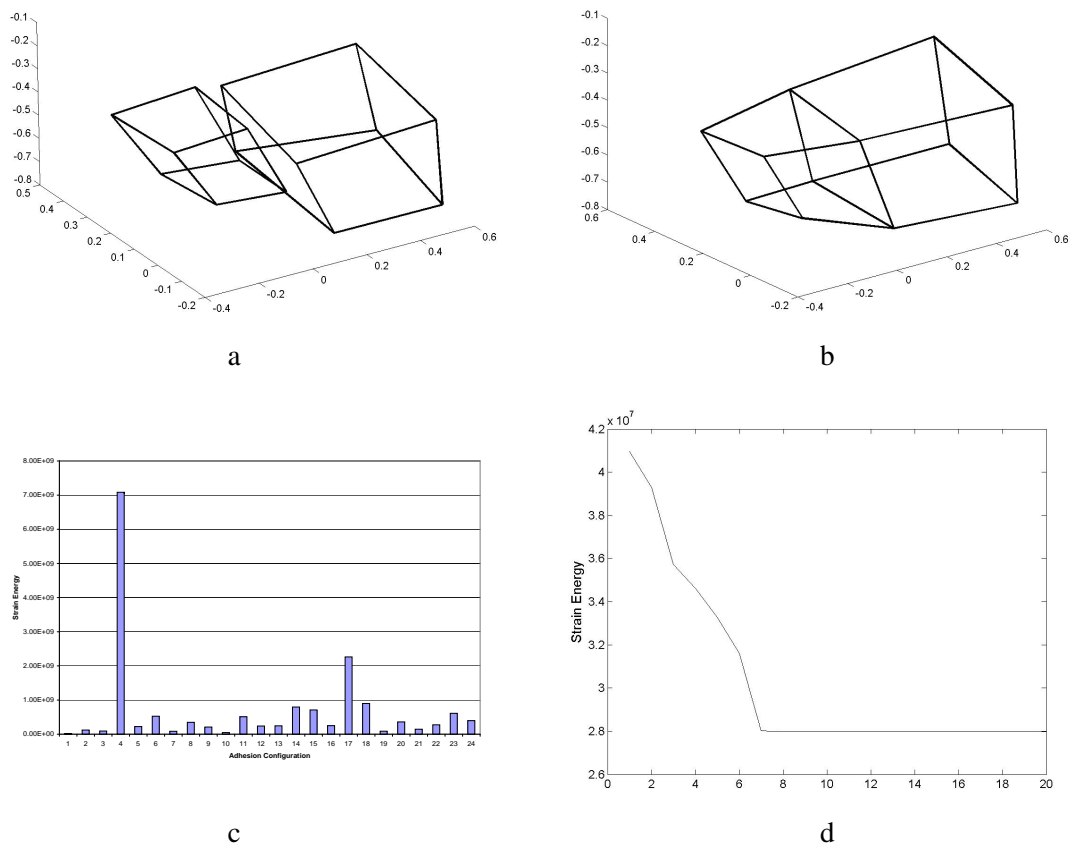 -0.1
-0.2
-0.3
-0.4
-0.5
-0.6
-0.7
-0.8
0.5
0.4
0.3
0.2
0.1
0
-0.1
-0.2
-0.4
-0.2
0
0.2
0.4
0.6
a
-0.1
-0.2
-0.3
-0.4
-0.5
-0.6
-0.7
-0.8
0.6
0.4
0.2
0
-0.2
-0.4
-0.2
0
0.2
0.4
0.6
b
8.00E+09
7.00E+09
6.00E+09
5.00E+09
4.00E+09
3.00E+09
2.00E+09
1.00E+09
0.00E+00
Strain Energy
1 2 3 4 5 6 7 8 9 10 11 12 13 14 15 16 17 18 19 20 21 22 23 24
Adhesion Configuration
c
x 10^7
4.2
4
3.8
3.6
3.4
3.2
3
2.8
2.6
Strain Energy
0 2 4 6 8 10 12 14 16 18 20
d